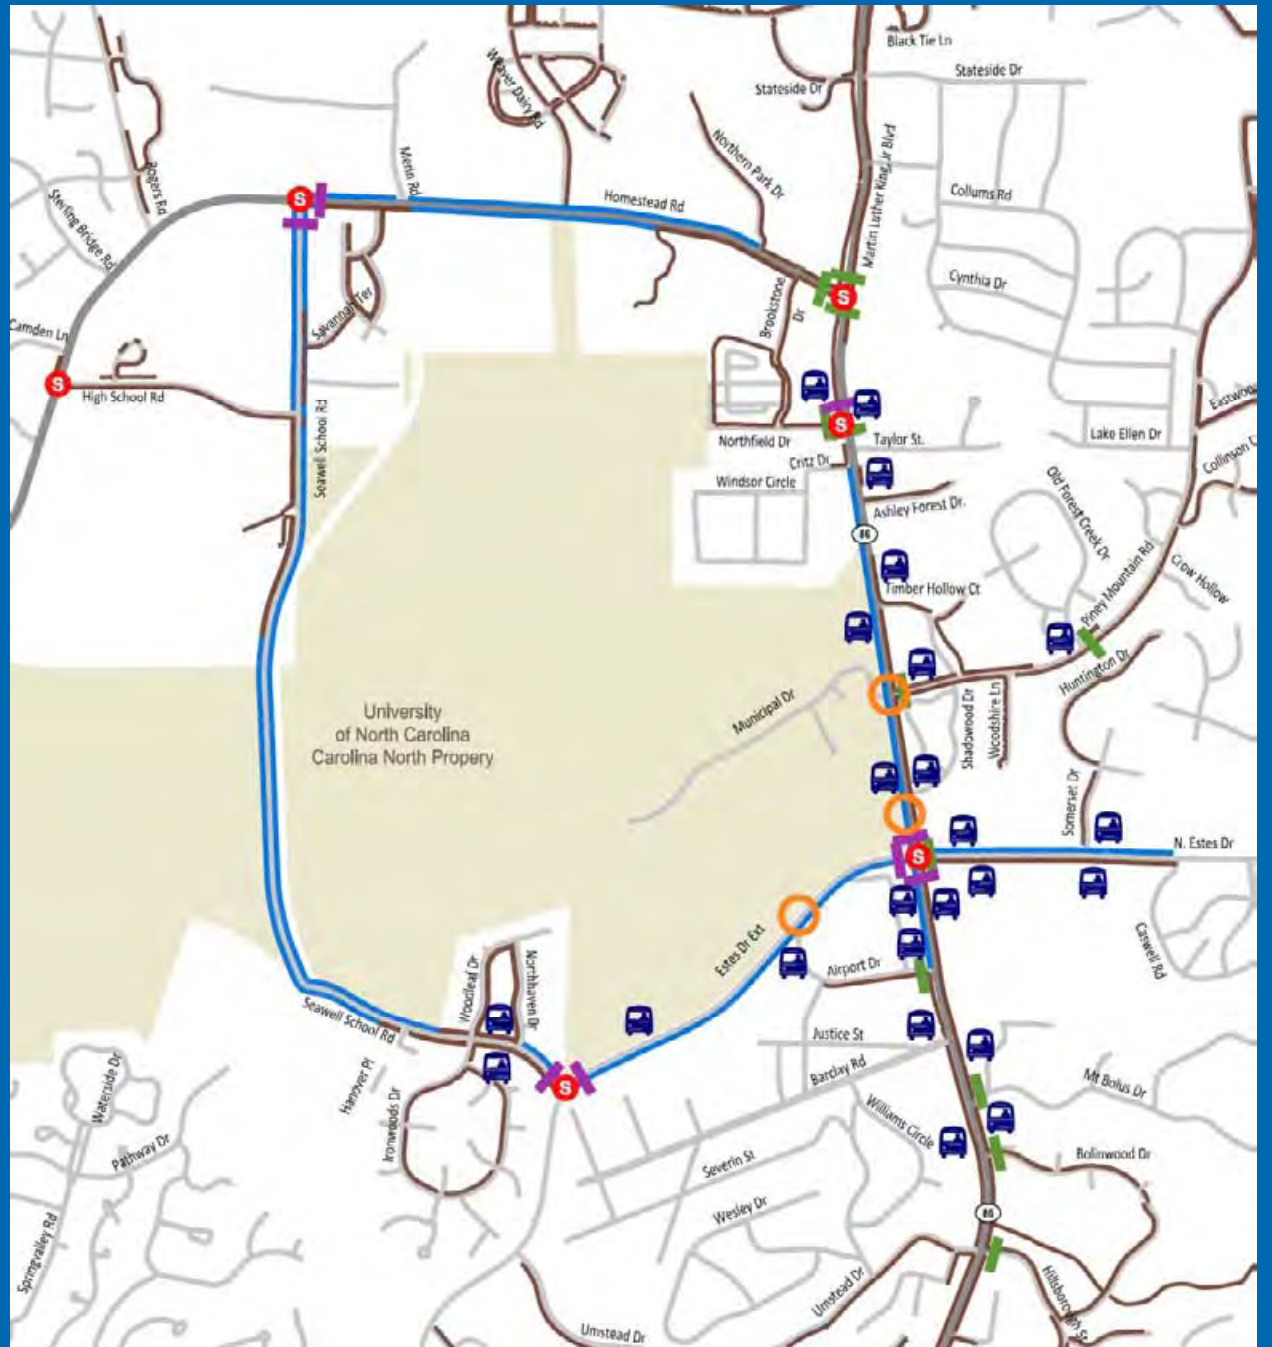 Black Tie Ln
Stateside Dr
Stateside Dr
Weaver Dairy Rd
Martin Luther King Jr Blvd
Northern Park Dr
Merin Rd
Rogers Rd
Homestead Rd
Collums Rd
Sterling Bridge Rd
S
Cynthia Dr
S
Brookstone
Dr
Savannah Ter
Camden Ln
S
High School Rd
Eastwoo
Seawell School Rd
S
Northfield Dr
Taylor St.
Lake Ellen Dr
Critz Dr
Collinson C
Windsor Circle
Ashley Forest Dr.
Old Forest Creek Dr
86
Piney Mountain Rd
Crow Hollow
Timber Hollow Ct
Huntington Dr
Municipal Dr
Shadowood Dr
Woodshire Ln
University
of North Carolina
Carolina North Propery
Somerset Dr
N. Estes Dr
S
Estes Dr Ext
Caswell Rd
Airport Dr
Woodleaf Dr
Northhaven Dr
Seawell School Rd
Justice St
Barclay Rd
S
Hanover Pl
Mt Bolus Dr
Waterside Dr
Ironwoods Dr
Williams Circle
Pathway Dr
Severin St
Bolinwood Dr
Wesley Dr
86
Springvalley Rd
Umstead Dr
Hillsborough St
Umstead Dr